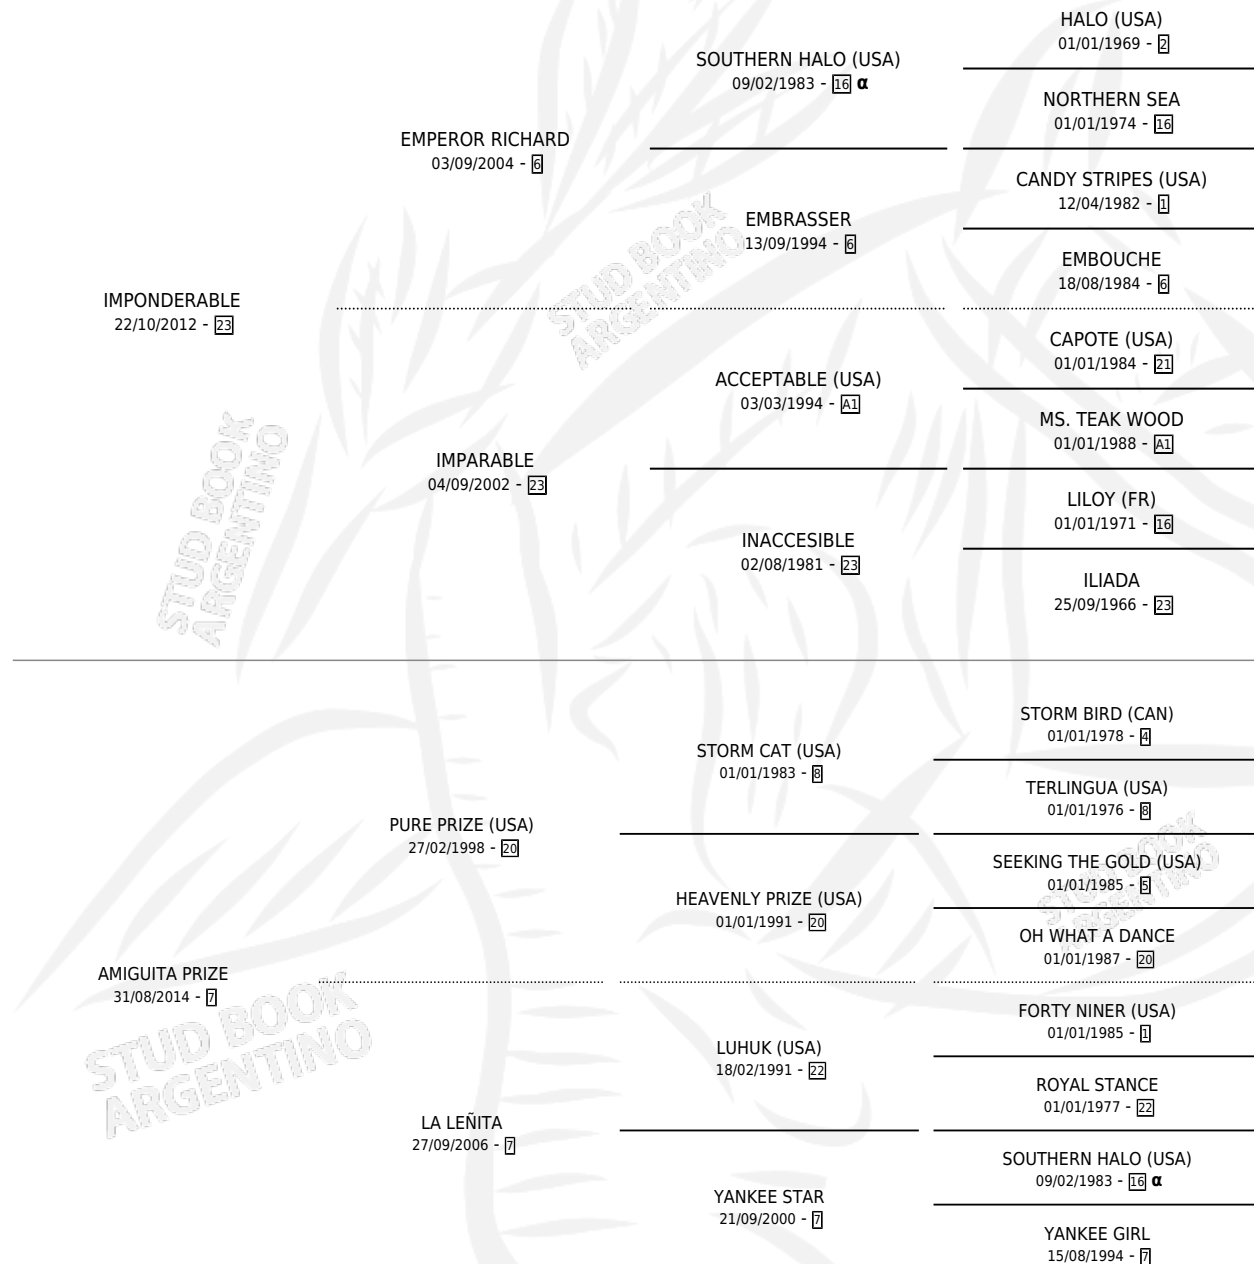 HALO (USA)
01/01/1969 - 2
SOUTHERN HALO (USA)
09/02/1983 - 16 α
NORTHERN SEA
01/01/1974 - 16
EMPEROR RICHARD
03/09/2004 - 6
CANDY STRIPES (USA)
12/04/1982 - 1
EMBRASSER
13/09/1994 - 6
EMBOUCHE
18/08/1984 - 6
IMPONDERABLE
22/10/2012 - 23
CAPOTE (USA)
01/01/1984 - 21
ACCEPTABLE (USA)
03/03/1994 - A1
MS. TEAK WOOD
01/01/1988 - A1
IMPARABLE
04/09/2002 - 23
LILOY (FR)
01/01/1971 - 16
INACCESIBLE
02/08/1981 - 23
ILIADA
25/09/1966 - 23
STORM BIRD (CAN)
01/01/1978 - 4
STORM CAT (USA)
01/01/1983 - 8
TERLINGUA (USA)
01/01/1976 - 8
PURE PRIZE (USA)
27/02/1998 - 20
SEEKING THE GOLD (USA)
01/01/1985 - 5
HEAVENLY PRIZE (USA)
01/01/1991 - 20
OH WHAT A DANCE
01/01/1987 - 20
AMIGUITA PRIZE
31/08/2014 - 7
FORTY NINER (USA)
01/01/1985 - 1
LUHUK (USA)
18/02/1991 - 22
ROYAL STANCE
01/01/1977 - 22
LA LEÑITA
27/09/2006 - 7
SOUTHERN HALO (USA)
09/02/1983 - 16 α
YANKEE STAR
21/09/2000 - 7
YANKEE GIRL
15/08/1994 - 7
STUD BOOK
ARGENTINO
STUD BOOK
ARGENTINO
STUD BOOK
ARGENTINO
STUD BOOK
ARGENTINO